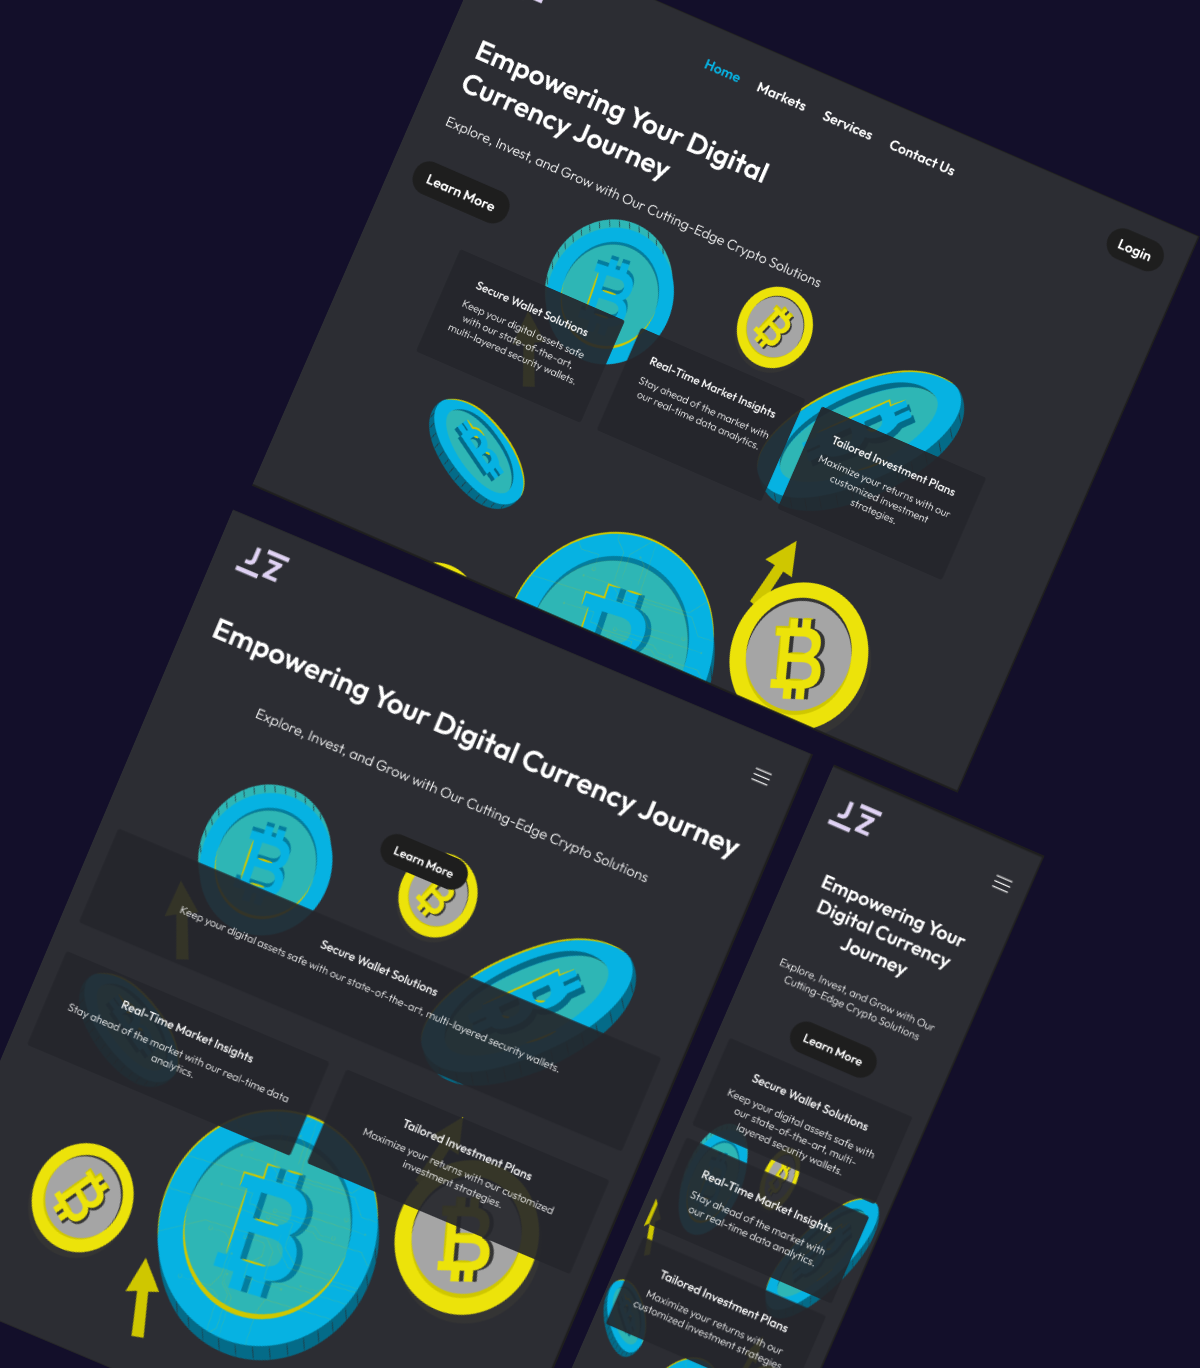 Home
Markets
Services
Contact Us
Login
Empowering Your Digital
Currency Journey
Explore, Invest, and Grow with Our Cutting-Edge Crypto Solutions
Learn More
Secure Wallet Solutions
Keep your digital assets safe
with our state-of-the-art,
multi-layered security wallets.
Real-Time Market Insights
Stay ahead of the market with
our real-time data analytics.
Tailored Investment Plans
Maximize your returns with our
customized investment
strategies.
JZ
Empowering Your Digital Currency Journey
Explore, Invest, and Grow with Our Cutting-Edge Crypto Solutions
Learn More
Secure Wallet Solutions
Keep your digital assets safe with our state-of-the-art, multi-layered security wallets.
Real-Time Market Insights
Stay ahead of the market with our real-time data
analytics.
Tailored Investment Plans
Maximize your returns with our customized
investment strategies.
JZ
Empowering Your
Digital Currency
Journey
Explore, Invest, and Grow with Our
Cutting-Edge Crypto Solutions
Learn More
Secure Wallet Solutions
Keep your digital assets safe with
our state-of-the-art, multi-
layered security wallets.
Real-Time Market Insights
Stay ahead of the market with
our real-time data analytics.
Tailored Investment Plans
Maximize your returns with our
customized investment strategies